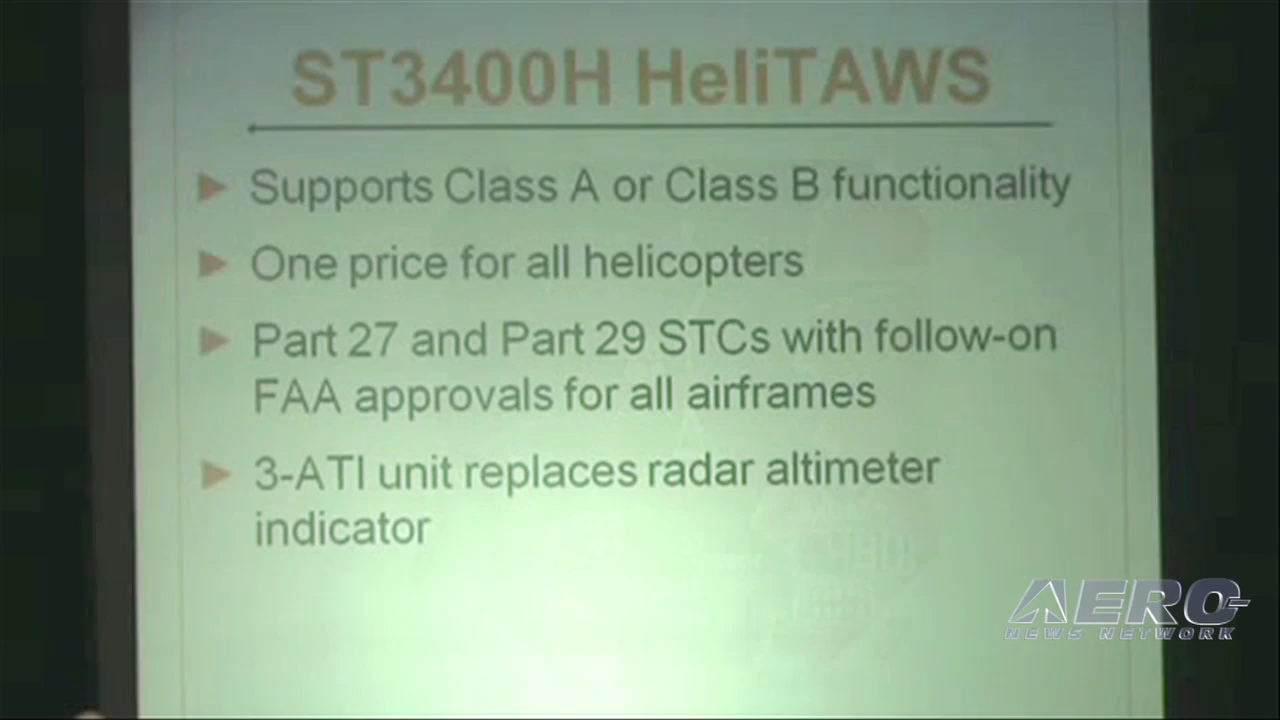 ST3400H HeliTAWS
Supports Class A or Class B functionality
One price for all helicopters
Part 27 and Part 29 STCs with follow-on
FAA approvals for all airframes
3-ATI unit replaces radar altimeter
indicator
AERO
NEWS NETWORK